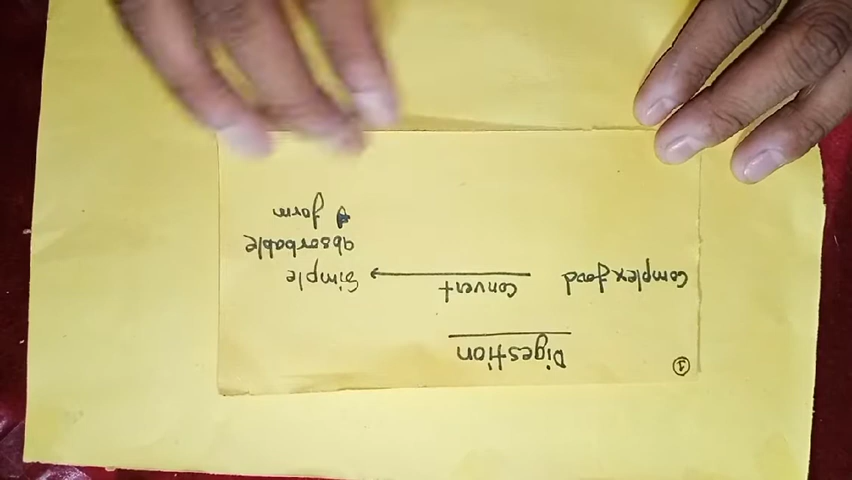 ①
Digestion
Complex food Convert → Simple
absorbable
form